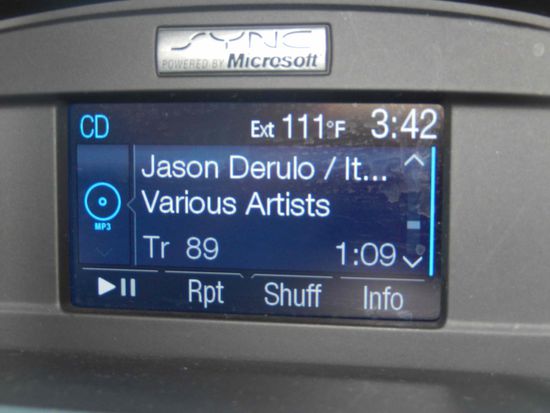 SYNC
POWERED BY Microsoft
CD Ext 111°F 3:42
Jason Derulo / It...
Various Artists
MP3
Tr 89 1:09
Rpt Shuff Info